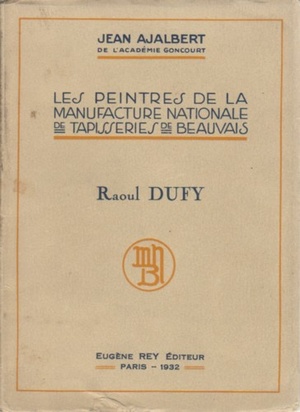 JEAN AJALBERT
DE L'ACADÉMIE GONCOURT
LES PEINTRES DE LA
MANUFACTURE NATIONALE
DE TAPISSERIES DE BEAUVAIS
Raoul DUFY
mn
B
EUGÈNE REY ÉDITEUR
PARIS - 1932